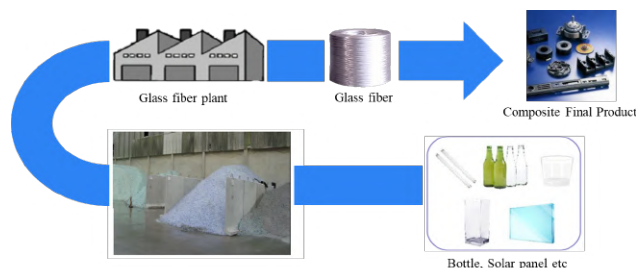 Glass fiber plant
Glass fiber
Composite Final Product
Bottle, Solar panel etc